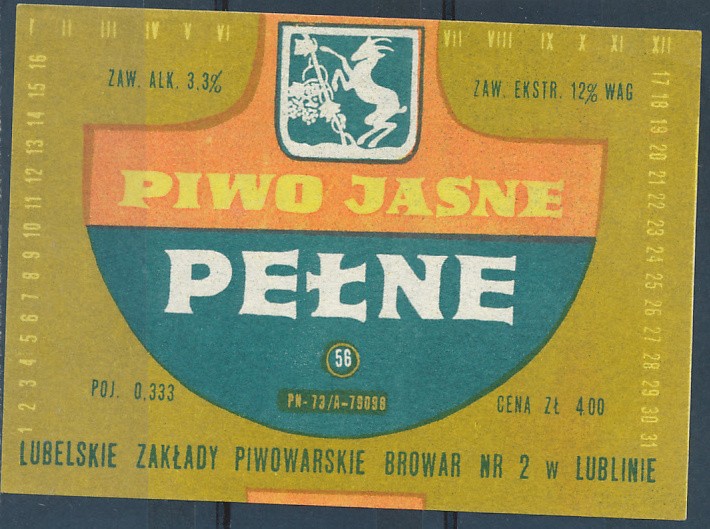 I II III IV V VI VII VIII IX X XI XII
ZAW. ALK. 3,3%
ZAW. EKSTR. 12% WAG
PIWO JASNE
PEŁNE
56
POJ. 0,333
PN-73/A-79098
CENA ZŁ 4,00
1 2 3 4 5 6 7 8 9 10 11 12 13 14 15 16
17 18 19 20 21 22 23 24 25 26 27 28 29 30 31
LUBELSKIE ZAKŁADY PIWOWARSKIE BROWAR NR 2 w LUBLINIE